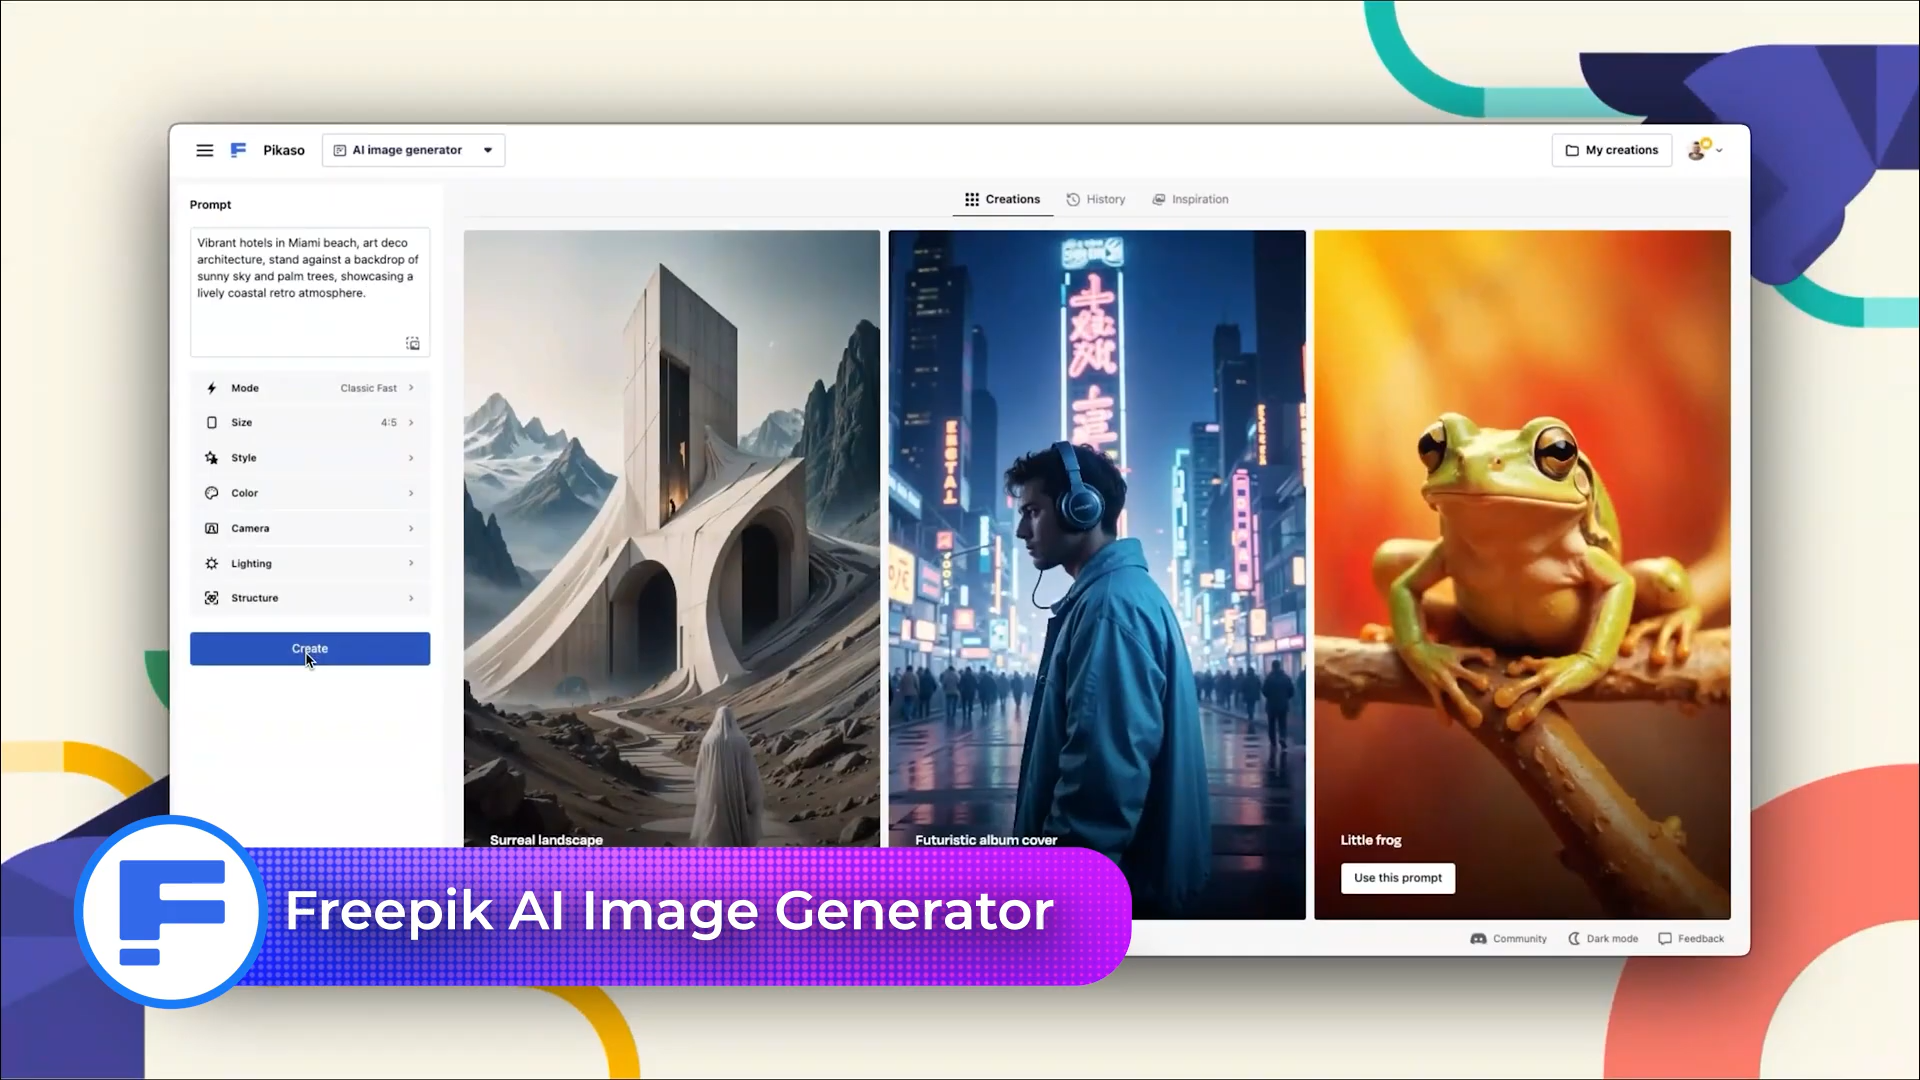 Pikaso
AI image generator
My creations
Prompt
Creations
History
Inspiration
Vibrant hotels in Miami beach, art deco
architecture, stand against a backdrop of
sunny sky and palm trees, showcasing a
lively coastal retro atmosphere.
Mode
Classic Fast
Size
4:5
Style
Color
Camera
Lighting
Structure
Create
Surreal landscape
Futuristic album cover
Little frog
Use this prompt
Freepik AI Image Generator
Community
Dark mode
Feedback